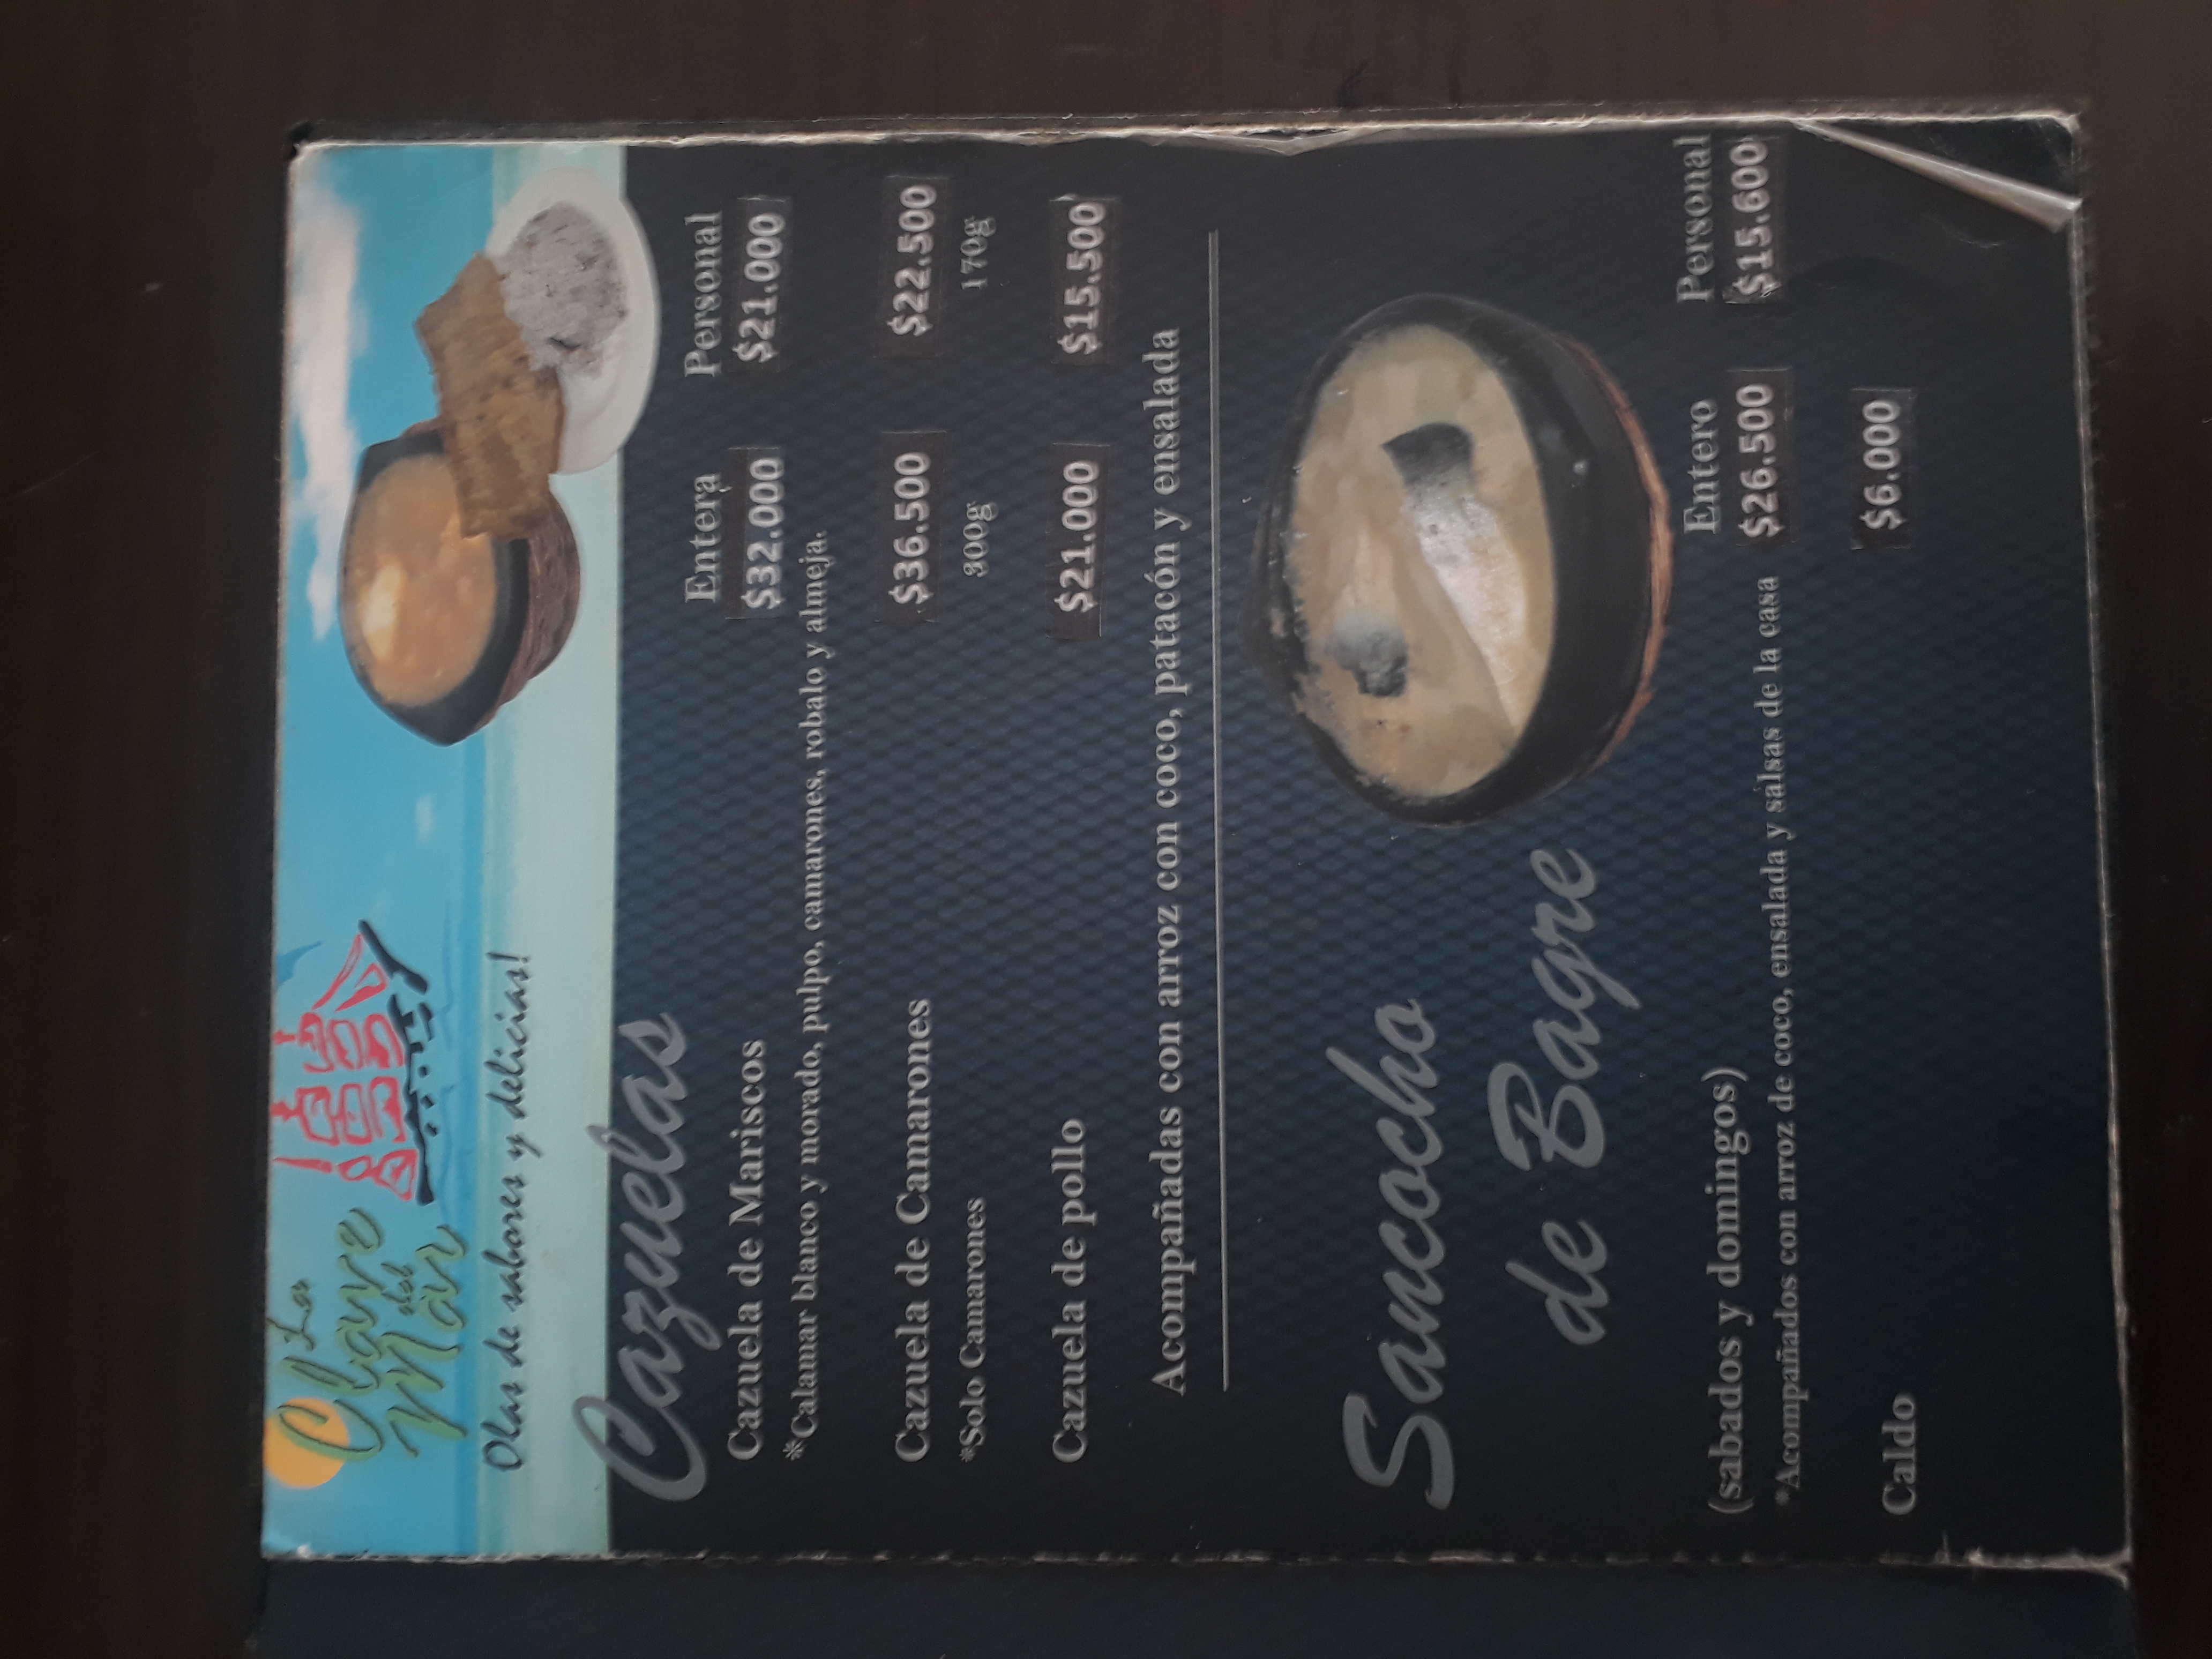 La
Clave
del
Mar
Olas de sabores y delicias!
Cazuelas
Entera Personal
Cazuela de Mariscos $32.000 $21.000
*Calamar blanco y morado, pulpo, camarones, robalo y almeja.
Cazuela de Camarones $36.500 $22.500
*Solo Camarones 300g 170g
Cazuela de pollo $21.000 $15.500
Acompañadas con arroz con coco, patacón y ensalada
Sancocho
de Bagre
Entero Personal
(sabados y domingos) $26.500 $15.600
*Acompañados con arroz de coco, ensalada y salsas de la casa
Caldo $6.000